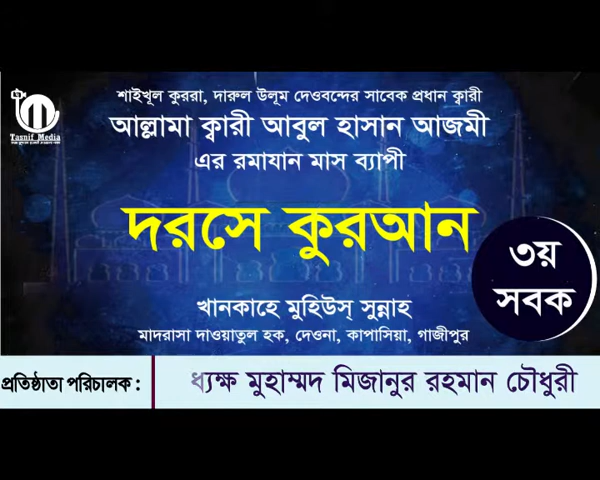 Tasnif Media
শাইখূল কুররা, দারুল উলূম দেওবন্দের সাবেক প্রধান ক্বারী
আল্লামা ক্বারী আবুল হাসান আজমী
এর রমাযান মাস ব্যাপী
দরসে কুরআন
৩য়
সবক
খানকাহে মুহিউস্ সুন্নাহ
মাদরাসা দাওয়াতুল হক, দেওনা, কাপাসিয়া, গাজীপুর
প্রতিষ্ঠাতা পরিচালক : ধ্যক্ষ মুহাম্মদ মিজানুর রহমান চৌধুরী